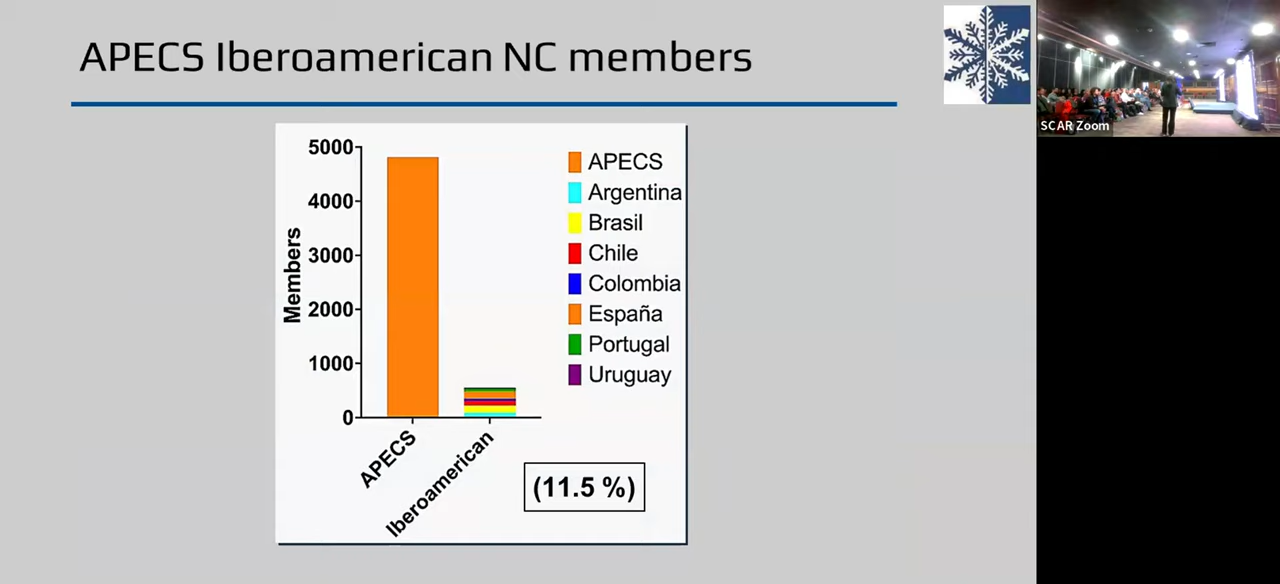 APECS Iberoamerican NC members
SCAR Zoom
5000
4000
3000
2000
1000
0
Members
APECS
Argentina
Brasil
Chile
Colombia
España
Portugal
Uruguay
APECS
Iberoamerican
(11.5 %)